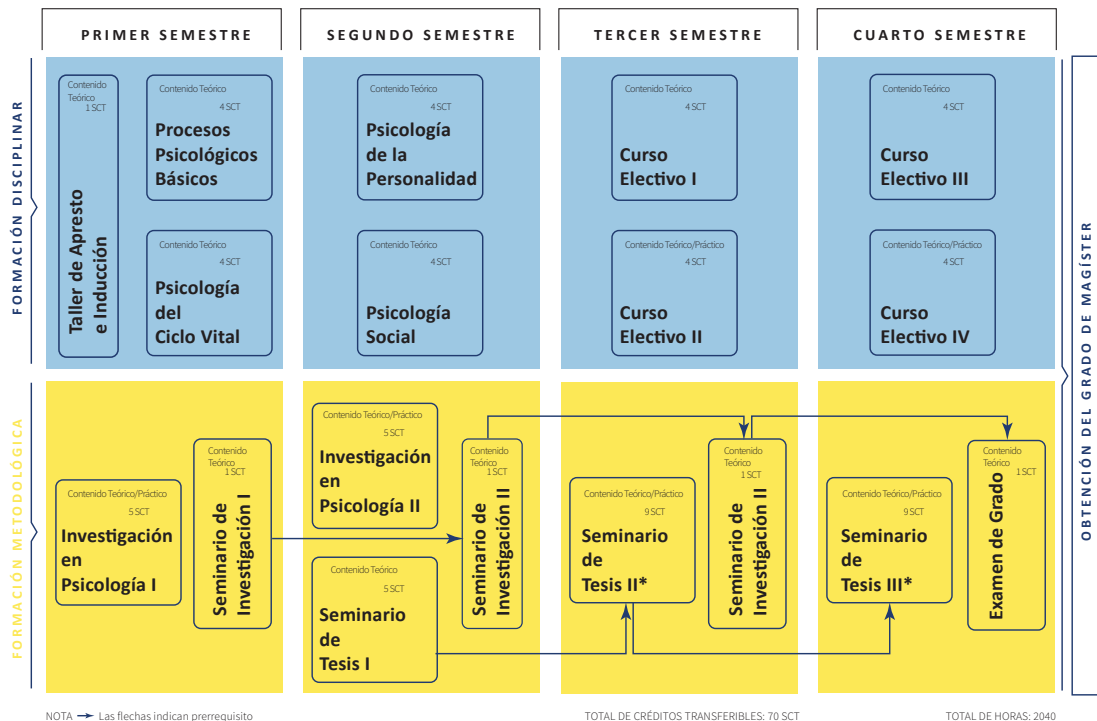 PRIMER SEMESTRE
SEGUNDO SEMESTRE
TERCER SEMESTRE
CUARTO SEMESTRE
FORMACIÓN DISCIPLINAR
Contenido
Teórico
1 SCT
Taller de Apresto
e Inducción
Contenido Teórico
4 SCT
Procesos
Psicológicos
Básicos
Contenido Teórico
4 SCT
Psicología
del
Ciclo Vital
Contenido Teórico
4 SCT
Psicología
de la
Personalidad
Contenido Teórico
4 SCT
Psicología
Social
Contenido Teórico
4 SCT
Curso
Electivo I
Contenido Teórico/Práctico
4 SCT
Curso
Electivo II
Contenido Teórico
4 SCT
Curso
Electivo III
Contenido Teórico/Práctico
4 SCT
Curso
Electivo IV
FORMACIÓN METODOLÓGICA
Contenido Teórico/Práctico
5 SCT
Investigación
en
Psicología I
Contenido
Teórico
1 SCT
Seminario de
Investigación I
Contenido Teórico/Práctico
5 SCT
Investigación
en
Psicología II
Contenido Teórico
5 SCT
Seminario
de
Tesis I
Contenido
Teórico
1 SCT
Seminario de
Investigación II
Contenido Teórico/Práctico
9 SCT
Seminario
de
Tesis II*
Contenido
Teórico
1 SCT
Seminario de
Investigación II
Contenido Teórico/Práctico
9 SCT
Seminario
de
Tesis III*
Contenido
Teórico
1 SCT
Examen de Grado
OBTENCIÓN DEL GRADO DE MAGÍSTER
NOTA → Las flechas indican prerrequisito
TOTAL DE CRÉDITOS TRANSFERIBLES: 70 SCT
TOTAL DE HORAS: 2040